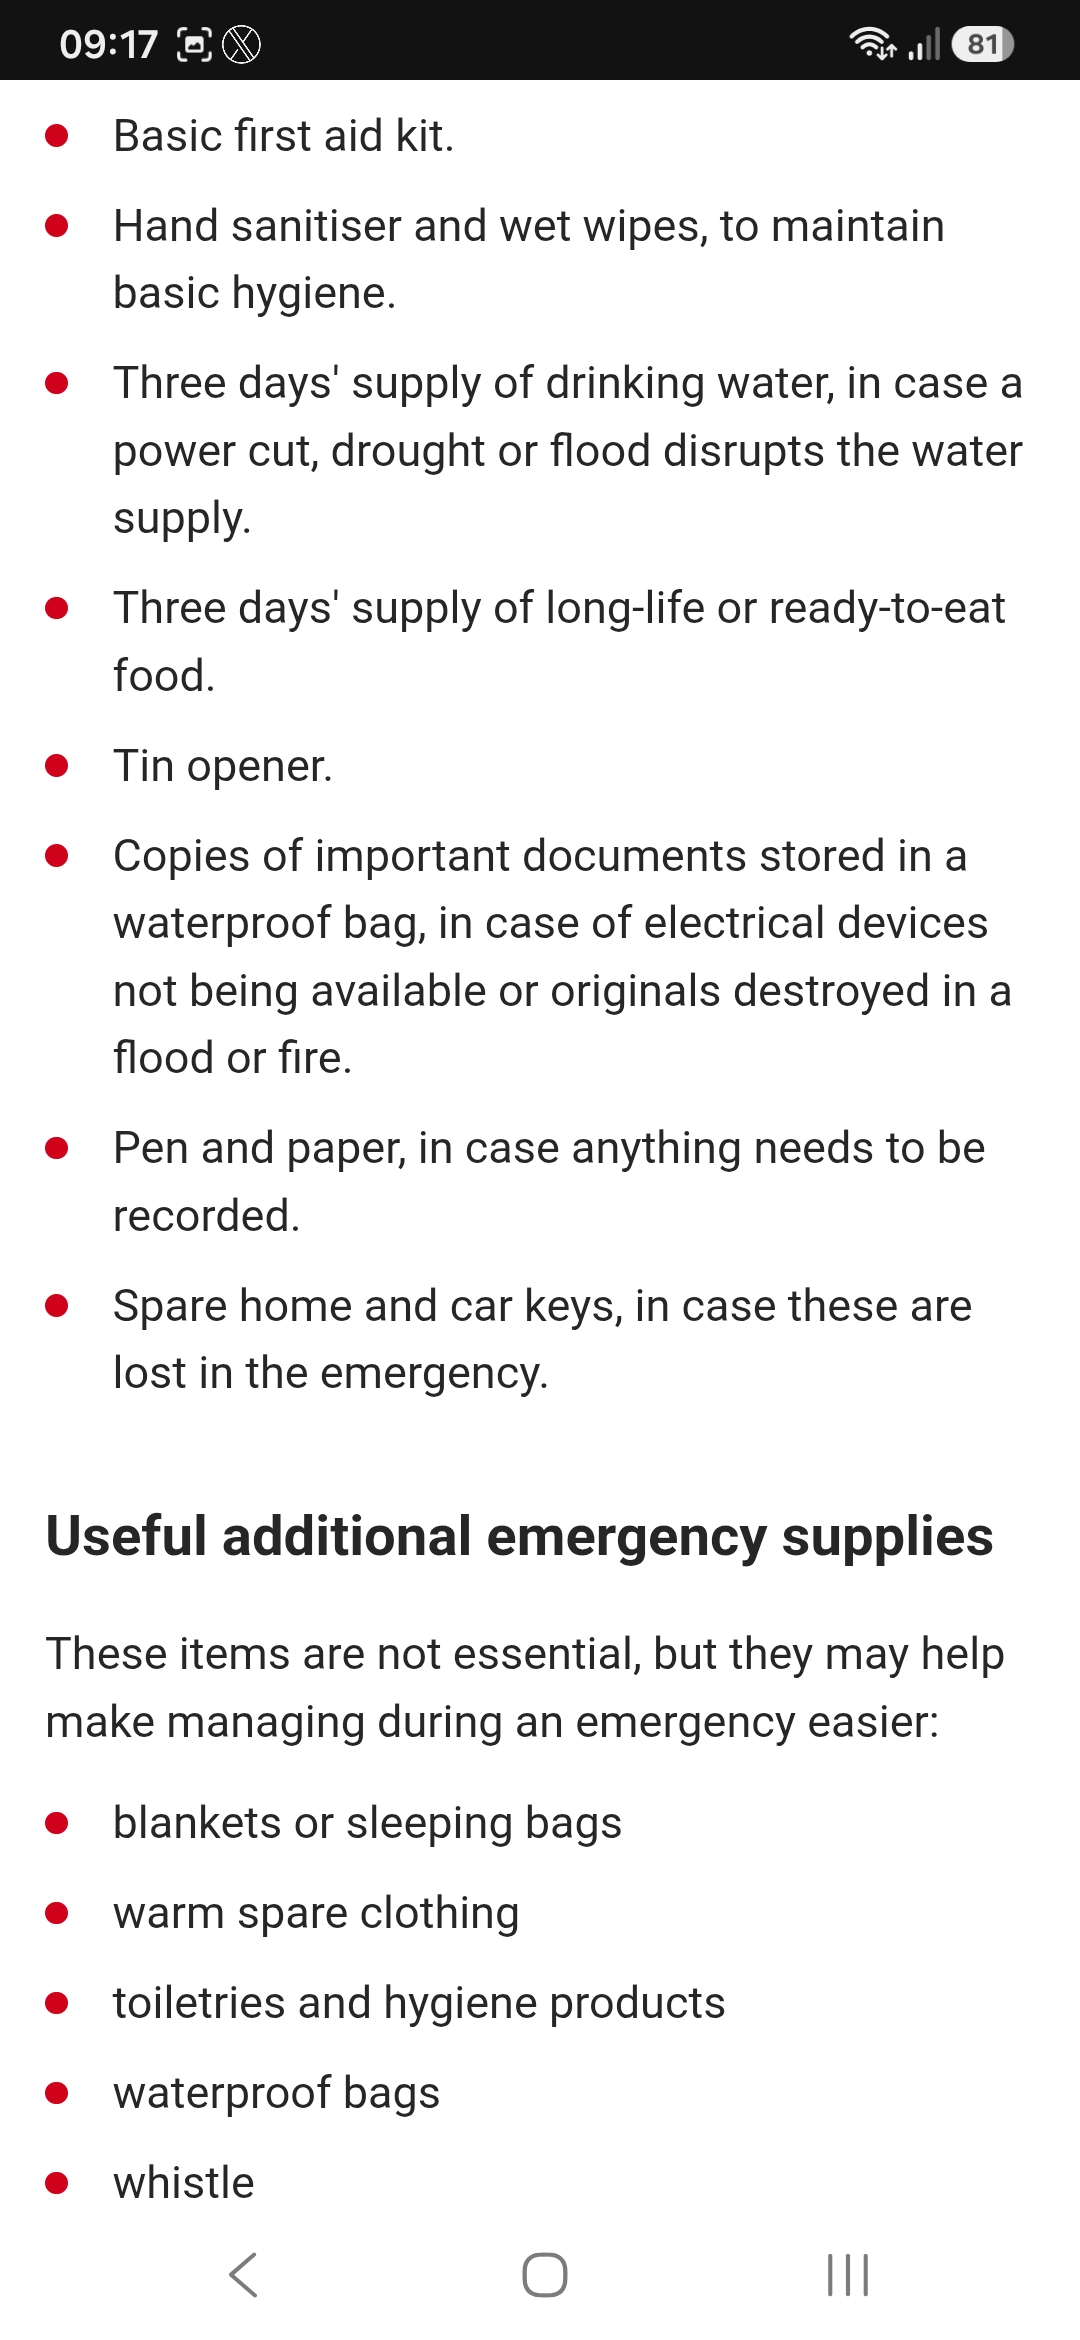 09:17
81
Basic first aid kit.
Hand sanitiser and wet wipes, to maintain
basic hygiene.
Three days' supply of drinking water, in case a
power cut, drought or flood disrupts the water
supply.
Three days' supply of long-life or ready-to-eat
food.
Tin opener.
Copies of important documents stored in a
waterproof bag, in case of electrical devices
not being available or originals destroyed in a
flood or fire.
Pen and paper, in case anything needs to be
recorded.
Spare home and car keys, in case these are
lost in the emergency.
Useful additional emergency supplies
These items are not essential, but they may help
make managing during an emergency easier:
blankets or sleeping bags
warm spare clothing
toiletries and hygiene products
waterproof bags
whistle